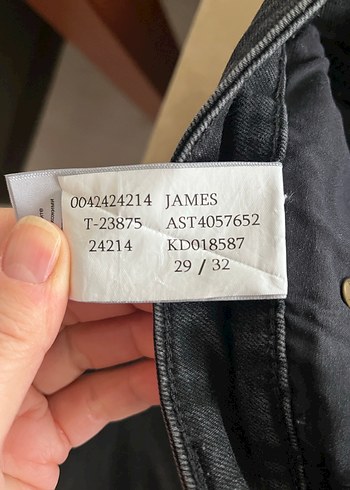 0042424214 JAMES
T-23875 AST4057652
24214 KD018587
29 / 32